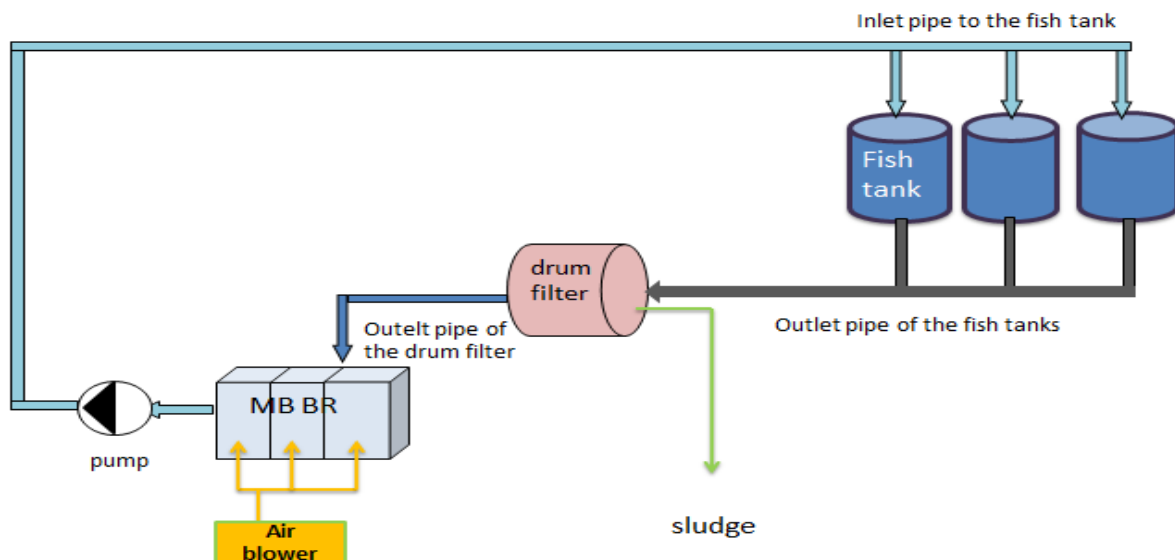 Inlet pipe to the fish tank
Fish
tank
drum
filter
Outelt pipe of
the drum filter
Outlet pipe of the fish tanks
MB BR
pump
Air
blower
sludge